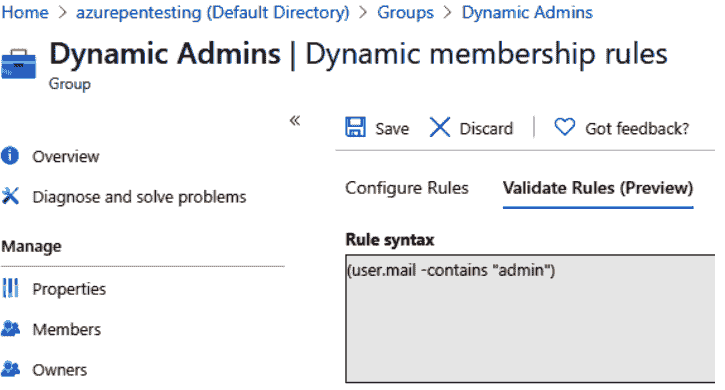 Home > azurepentesting (Default Directory) > Groups > Dynamic Admins
Dynamic Admins | Dynamic membership rules
Group
«
Save Discard Got feedback?
Overview
Diagnose and solve problems
Configure Rules Validate Rules (Preview)
Manage
Rule syntax
(user.mail -contains "admin")
Properties
Members
Owners